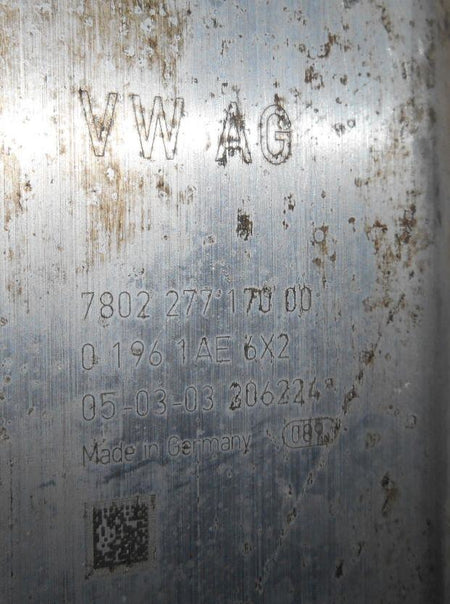 VW AG
7802 277 170 00
0 196 1AE 6X2
05-03-03 206224
Made in Germany